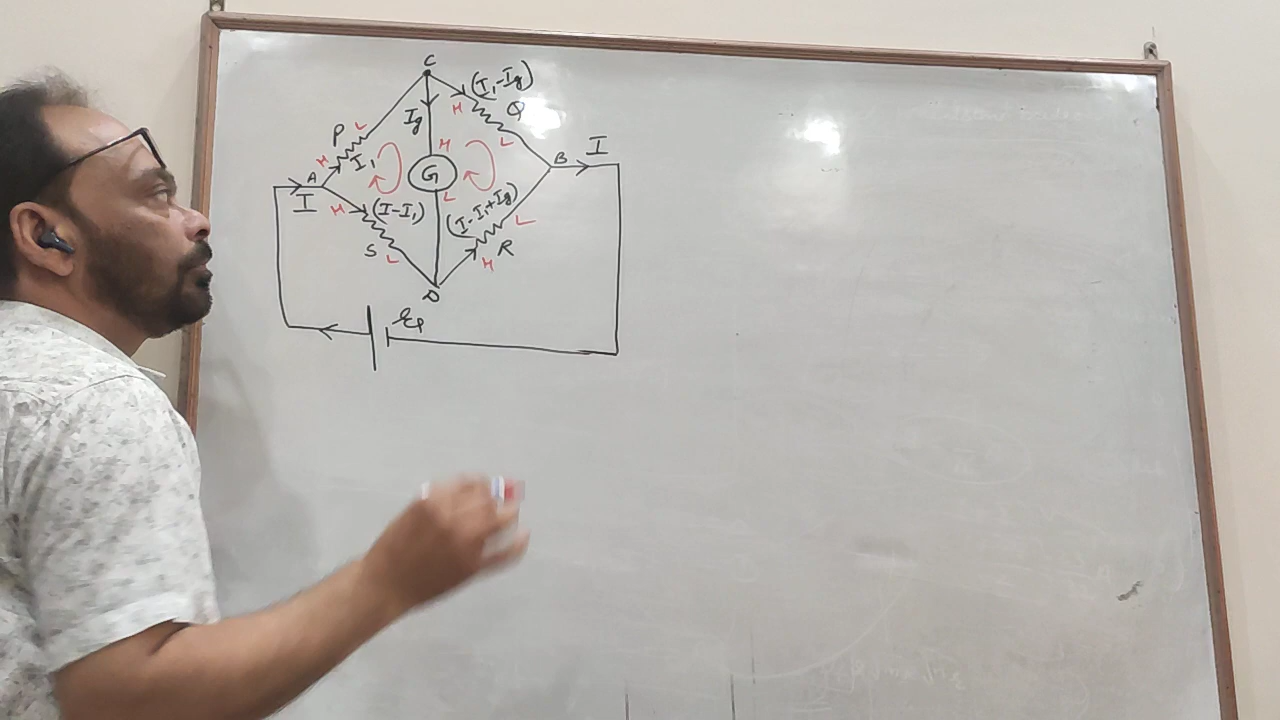 C
(I₁-Ig)
P L
Ig
H
Q
H
I₁
H
L
A
G
B
I
I
H
(I-I₁)
L
(I-I₁+Ig)
L
S
L
R
H
D